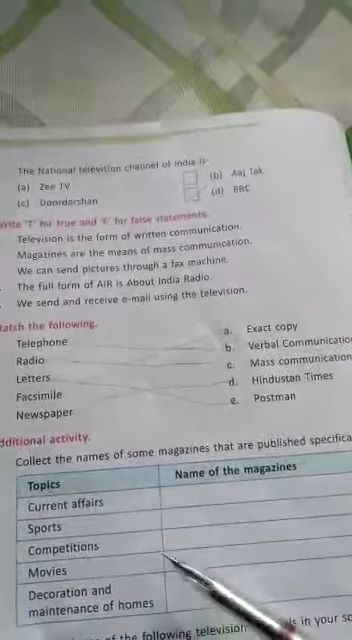 The National television channel of India is-
(a) Zee TV
(b) Aaj Tak
(c) Doordarshan
(d) BBC
Write 'T' for true and 'F' for false statements.
Television is the form of written communication.
Magazines are the means of mass communication.
We can send pictures through a fax machine.
The full form of AIR is About India Radio.
We send and receive e-mail using the television.
atch the following.
Telephone
a. Exact copy
Radio
b. Verbal Communicatio
Letters
c. Mass communication
Facsimile
d. Hindustan Times
Newspaper
e. Postman
dditional activity.
Collect the names of some magazines that are published specifica
Topics Name of the magazines
Current affairs
Sports
Competitions
Movies
Decoration and
maintenance of homes
of the following television s in your